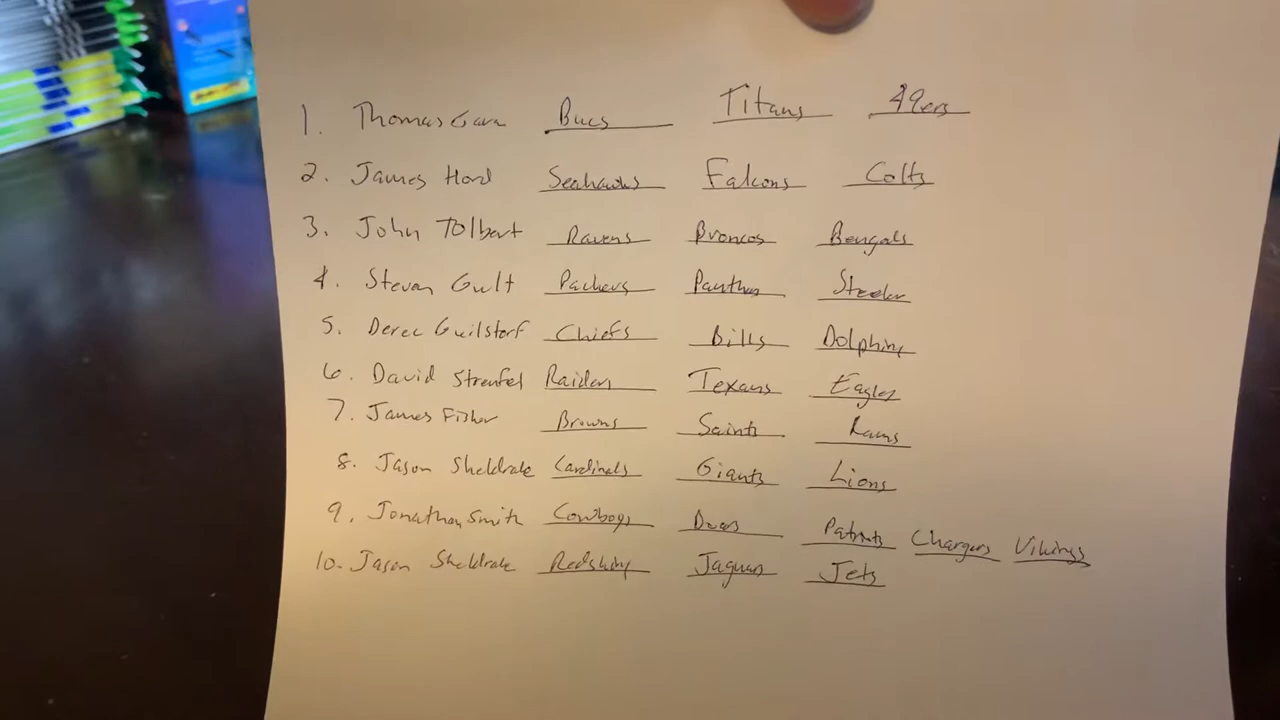 1. Thomas Gara Bucs Titans 49ers
2. James Hord Seahawks Falcons Colts
3. John Tolbert Ravens Broncos Bengals
4. Steven Gult Packers Panthers Steelers
5. Derec Guilstorf Chiefs Bills Dolphins
6. David Strenfel Raiders Texans Eagles
7. James Fisher Browns Saints Rams
8. Jason Sheldrake Cardinals Giants Lions
9. Jonathan Smith Cowboys Patriots Chargers Vikings
10. Jason Sheldrake Redskins Jaguars Jets